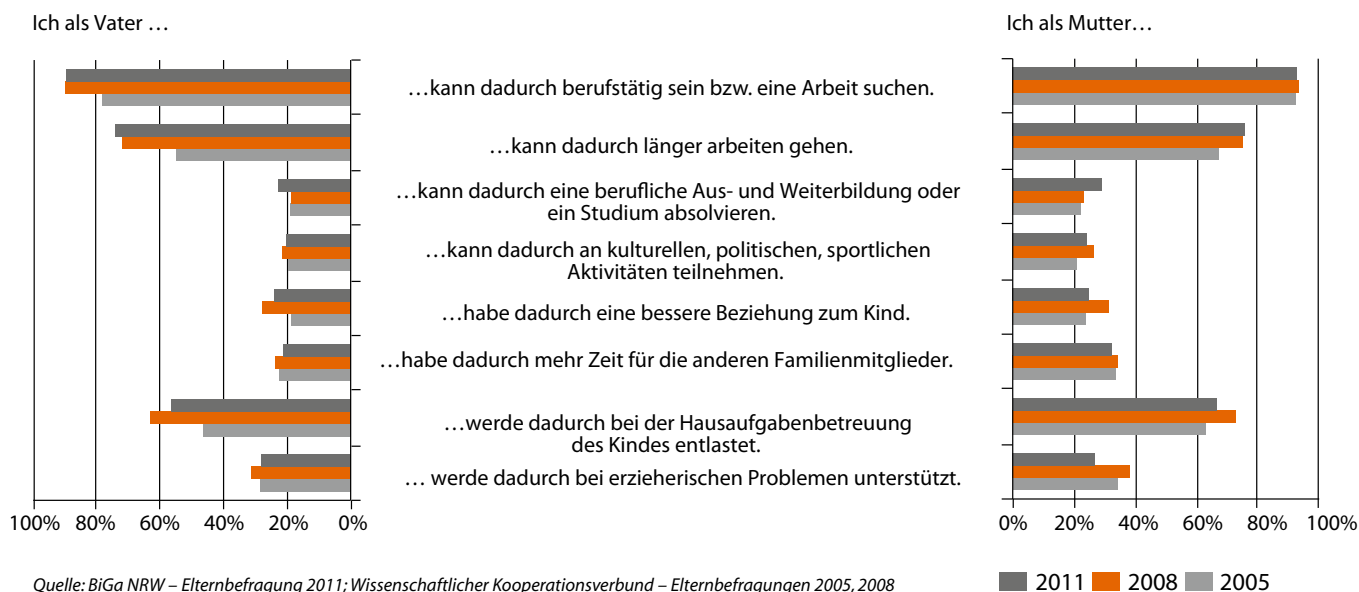 Ich als Vater …
Ich als Mutter…
…kann dadurch berufstätig sein bzw. eine Arbeit suchen.
…kann dadurch länger arbeiten gehen.
…kann dadurch eine berufliche Aus- und Weiterbildung oder
ein Studium absolvieren.
…kann dadurch an kulturellen, politischen, sportlichen
Aktivitäten teilnehmen.
…habe dadurch eine bessere Beziehung zum Kind.
…habe dadurch mehr Zeit für die anderen Familienmitglieder.
…werde dadurch bei der Hausaufgabenbetreuung
des Kindes entlastet.
… werde dadurch bei erzieherischen Problemen unterstützt.
100% 80% 60% 40% 20% 0%
0% 20% 40% 60% 80% 100%
Quelle: BiGa NRW – Elternbefragung 2011; Wissenschaftlicher Kooperationsverbund – Elternbefragungen 2005, 2008
2011 2008 2005